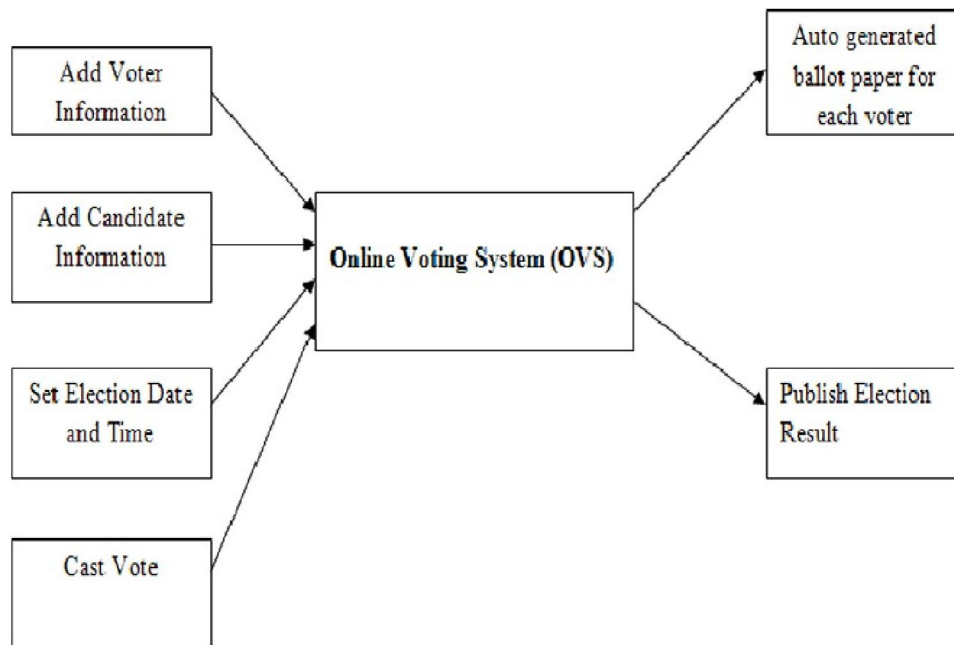 Add Voter
Information
Add Candidate
Information
Set Election Date
and Time
Cast Vote
Online Voting System (OVS)
Auto generated
ballot paper for
each voter
Publish Election
Result